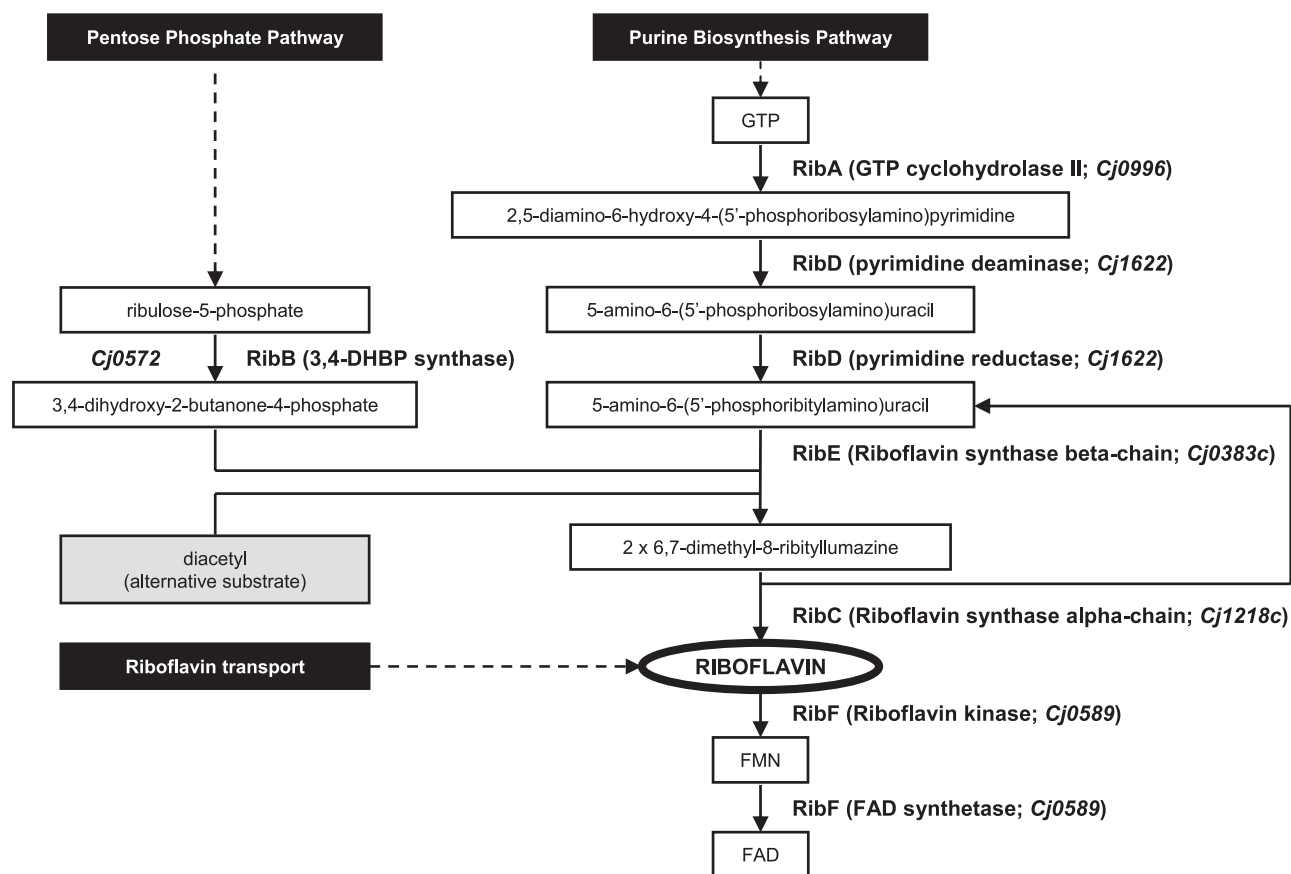 Pentose Phosphate Pathway
Purine Biosynthesis Pathway
GTP
RibA (GTP cyclohydrolase II; Cj0996)
2,5-diamino-6-hydroxy-4-(5’-phosphoribosylamino)pyrimidine
RibD (pyrimidine deaminase; Cj1622)
ribulose-5-phosphate
5-amino-6-(5’-phosphoribosylamino)uracil
Cj0572
RibB (3,4-DHBP synthase)
RibD (pyrimidine reductase; Cj1622)
3,4-dihydroxy-2-butanone-4-phosphate
5-amino-6-(5’-phosphoribitylamino)uracil
RibE (Riboflavin synthase beta-chain; Cj0383c)
diacetyl
(alternative substrate)
2 x 6,7-dimethyl-8-ribityllumazine
RibC (Riboflavin synthase alpha-chain; Cj1218c)
Riboflavin transport
RIBOFLAVIN
RibF (Riboflavin kinase; Cj0589)
FMN
RibF (FAD synthetase; Cj0589)
FAD